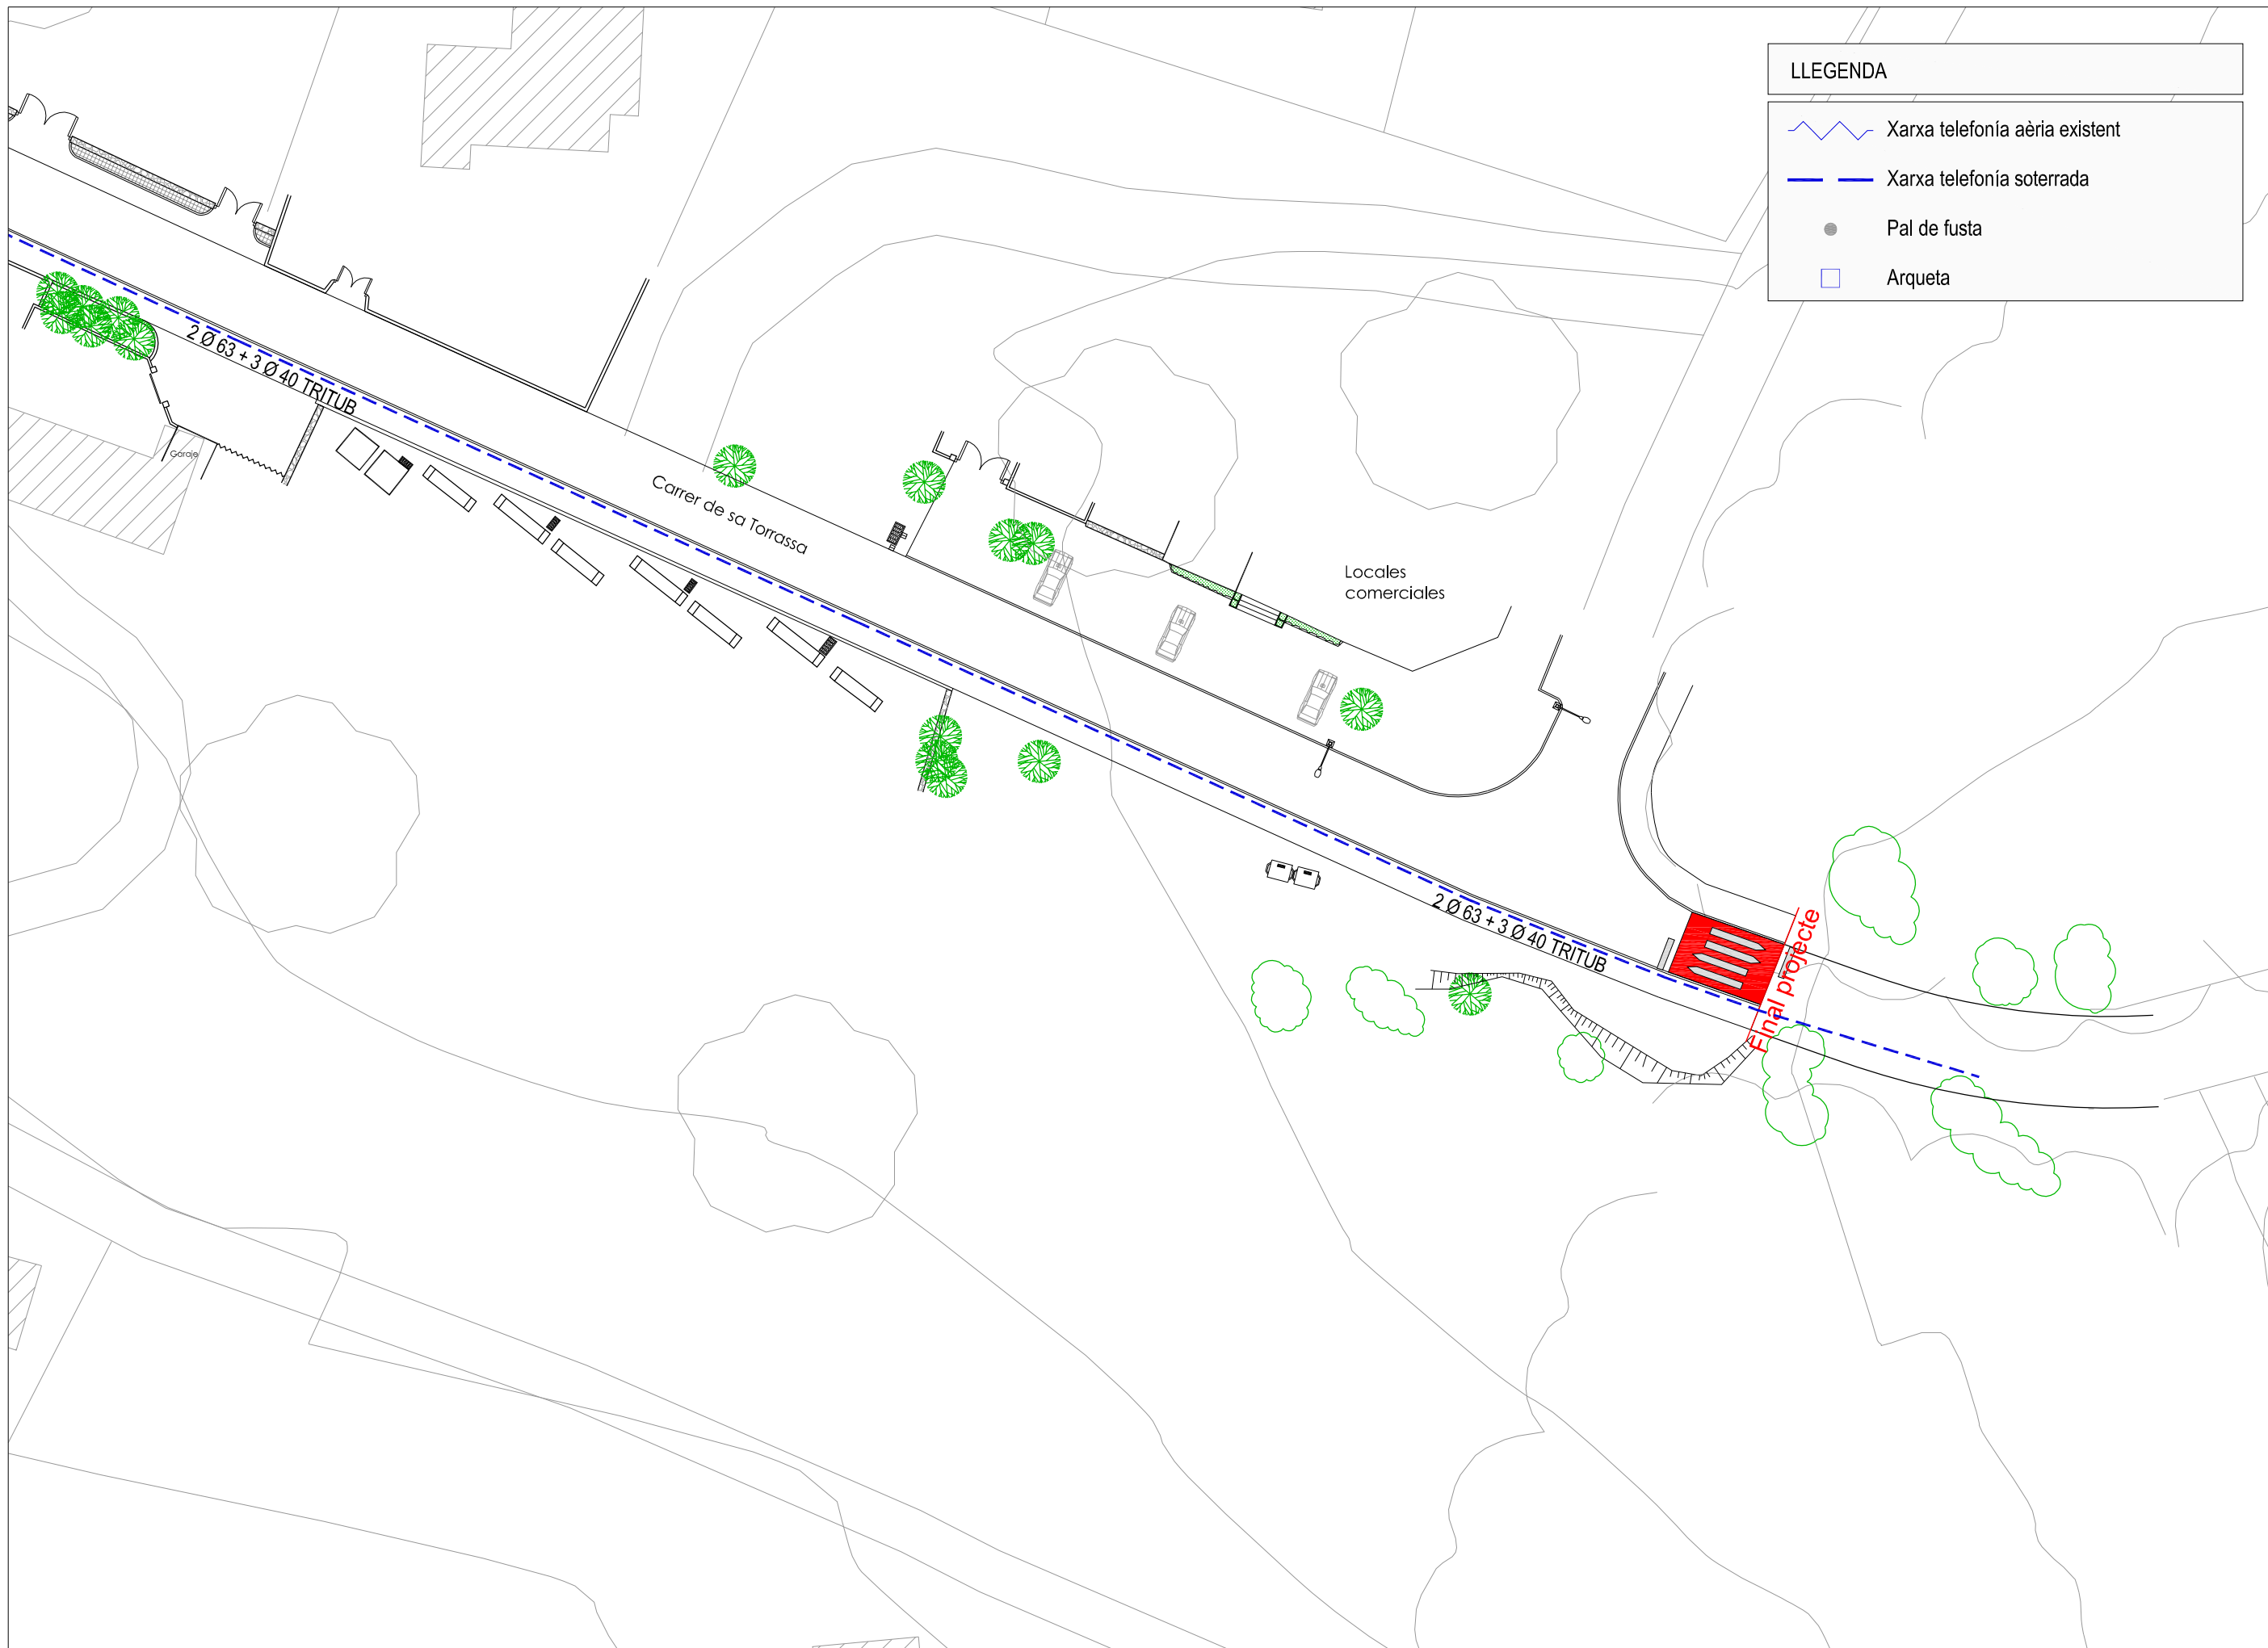 LLEGENDA
Xarxa telefonía aèria existent
Xarxa telefonía soterrada
Pal de fusta
Arqueta
2 Ø 63 + 3 Ø 40 TRITUB
Garaje
Carrer de sa Torrassa
Locales
comerciales
2 Ø 63 + 3 Ø 40 TRITUB
Final projecte